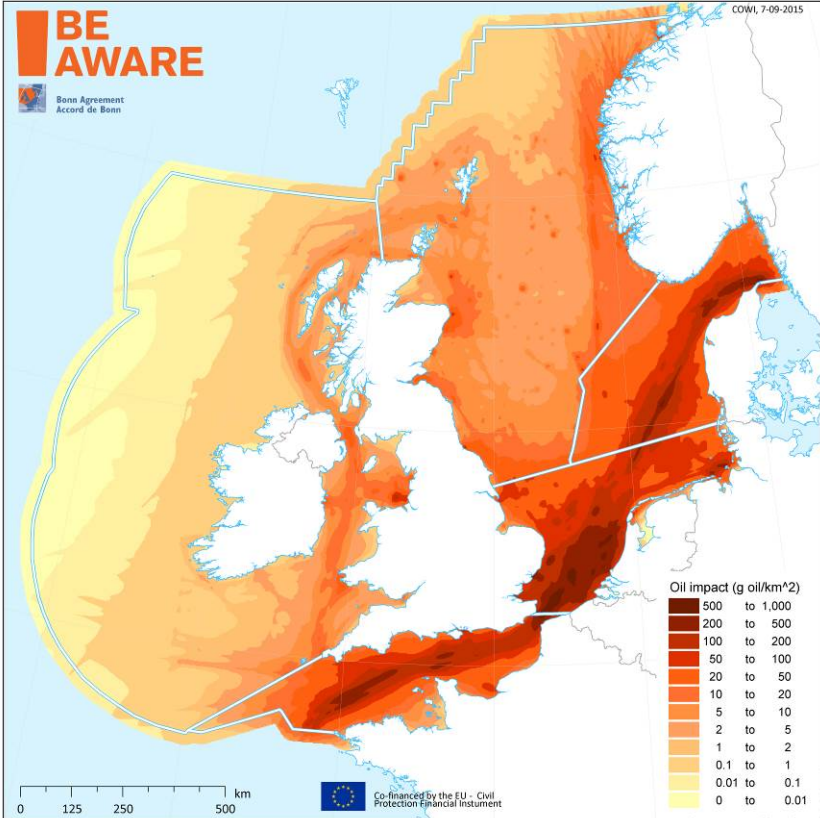 COWI, 7-09-2015
BE
AWARE
Bonn Agreement
Accord de Bonn
Oil impact (g oil/km^2)
500 to 1,000
200 to 500
100 to 200
50 to 100
20 to 50
10 to 20
5 to 10
2 to 5
1 to 2
0.1 to 1
0.01 to 0.1
0 to 0.01
km
0 125 250 500
Co-financed by the EU - Civil
Protection Financial Instument